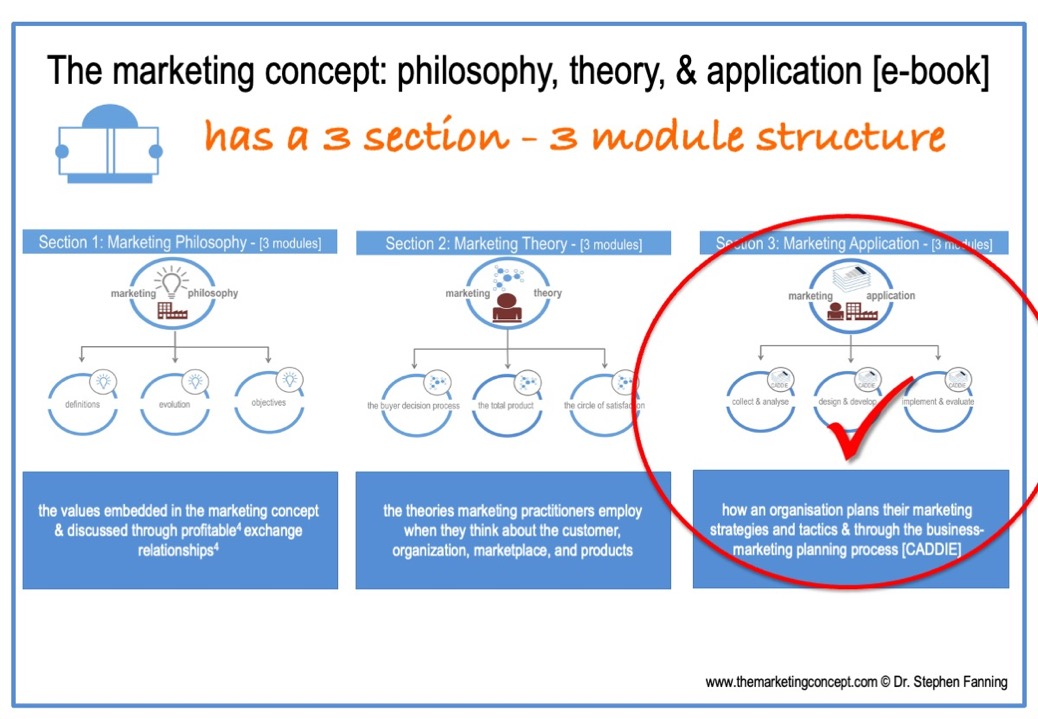 The marketing concept: philosophy, theory, & application [e-book]
has a 3 section - 3 module structure
Section 1: Marketing Philosophy - [3 modules]
marketing philosophy
definitions
evolution
objectives
the values embedded in the marketing concept
& discussed through profitable⁴ exchange
relationships⁴
Section 2: Marketing Theory - [3 modules]
marketing theory
the buyer decision process
the total product
the circle of satisfaction
the theories marketing practitioners employ
when they think about the customer,
organization, marketplace, and products
Section 3: Marketing Application - [3 modules]
marketing application
CADDIE
CADDIE
CADDIE
collect & analyse
design & develop
implement & evaluate
how an organisation plans their marketing
strategies and tactics & through the business-
marketing planning process [CADDIE]
www.themarketingconcept.com © Dr. Stephen Fanning